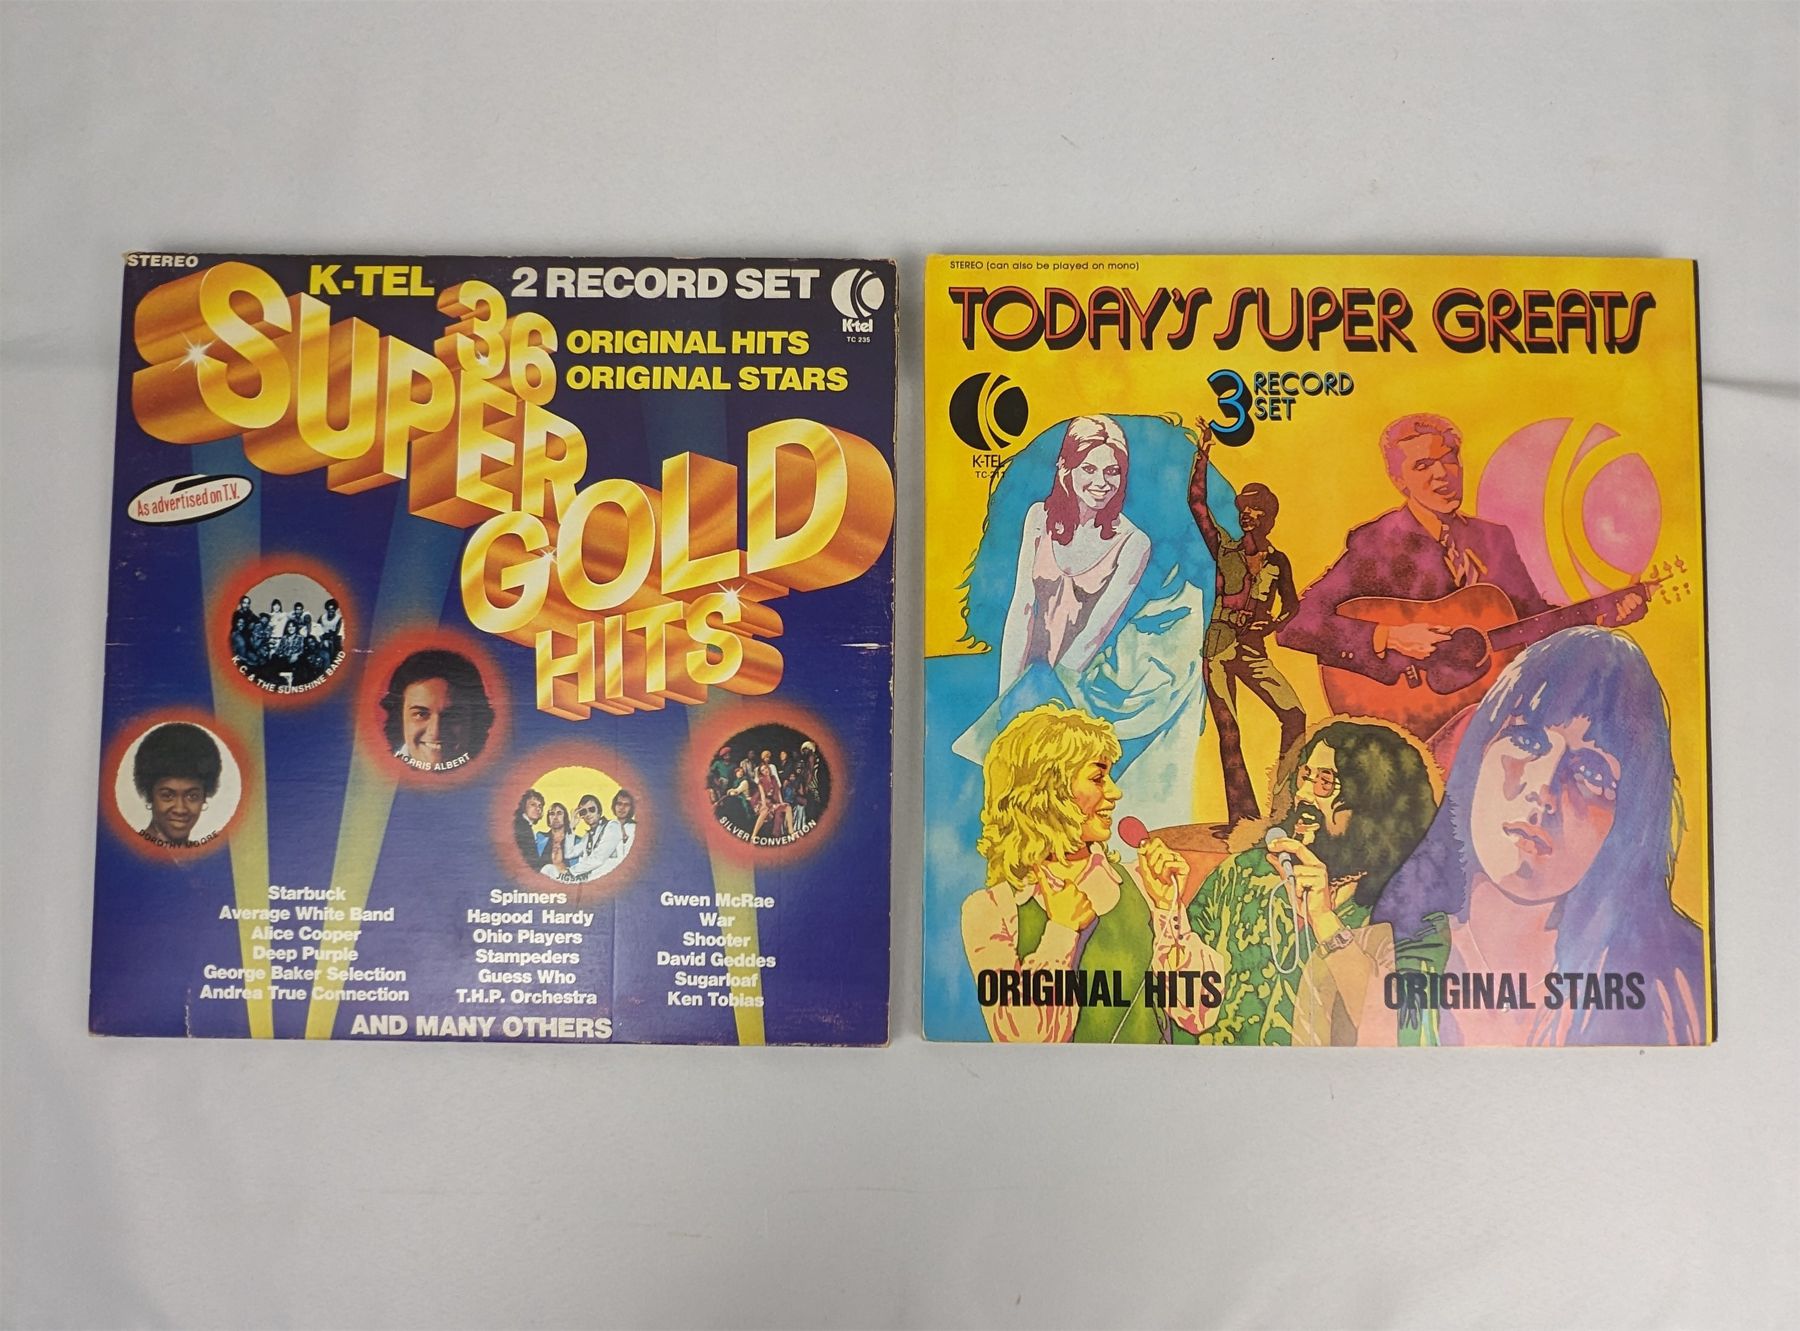 STEREO
K-TEL
2 RECORD SET
K-tel
TC 235
36
SUPER
GOLD
HITS
ORIGINAL HITS
ORIGINAL STARS
As advertised on T.V.
K.C. & THE SUNSHINE BAND
MORRIS ALBERT
DOROTHY MOORE
JIGSAW
SILVER CONVENTION
Starbuck
Average White Band
Alice Cooper
Deep Purple
George Baker Selection
Andrea True Connection
Spinners
Hagood Hardy
Ohio Players
Stampeders
Guess Who
T.H.P. Orchestra
Gwen McRae
War
Shooter
David Geddes
Sugarloaf
Ken Tobias
AND MANY OTHERS
STEREO (can also be played on mono)
TODAY'S SUPER GREATS
3 RECORD
SET
K-TEL
ORIGINAL HITS
ORIGINAL STARS